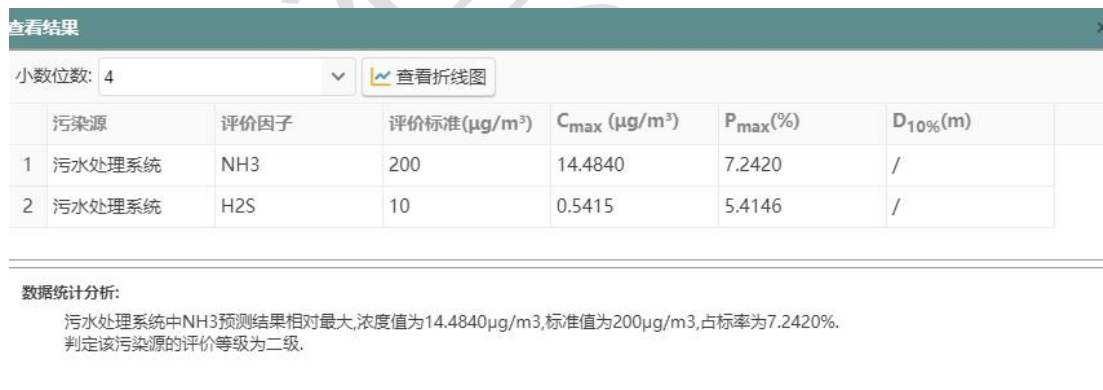 查看结果
小数位数: 4 查看折线图
污染源 评价因子 评价标准(μg/m³) Cmax (μg/m³) Pmax(%) D10%(m)
1 污水处理系统 NH3 200 14.4840 7.2420 /
2 污水处理系统 H2S 10 0.5415 5.4146 /
数据统计分析:
污水处理系统中NH3预测结果相对最大,浓度值为14.4840μg/m3,标准值为200μg/m3,占标率为7.2420%.
判定该污染源的评价等级为二级.